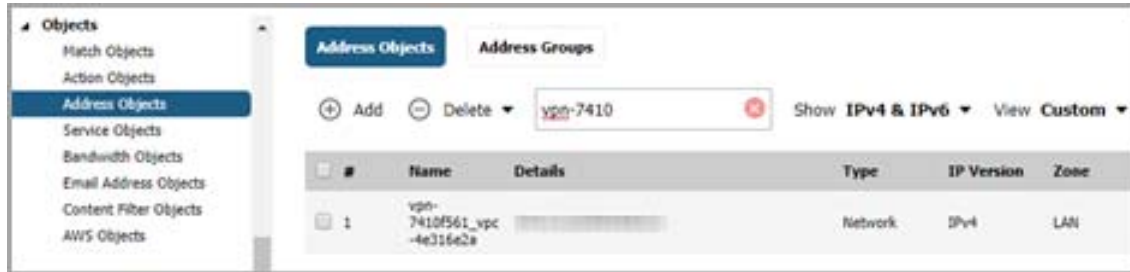 Objects
Match Objects
Action Objects
Address Objects
Service Objects
Bandwidth Objects
Email Address Objects
Content Filter Objects
AWS Objects
Address Objects
Address Groups
Add
Delete
vpn-7410
Show IPv4 & IPv6
View Custom
# Name Details Type IP Version Zone
1 vpn-7410f561_vpc-4e316e2a Network IPv4 LAN